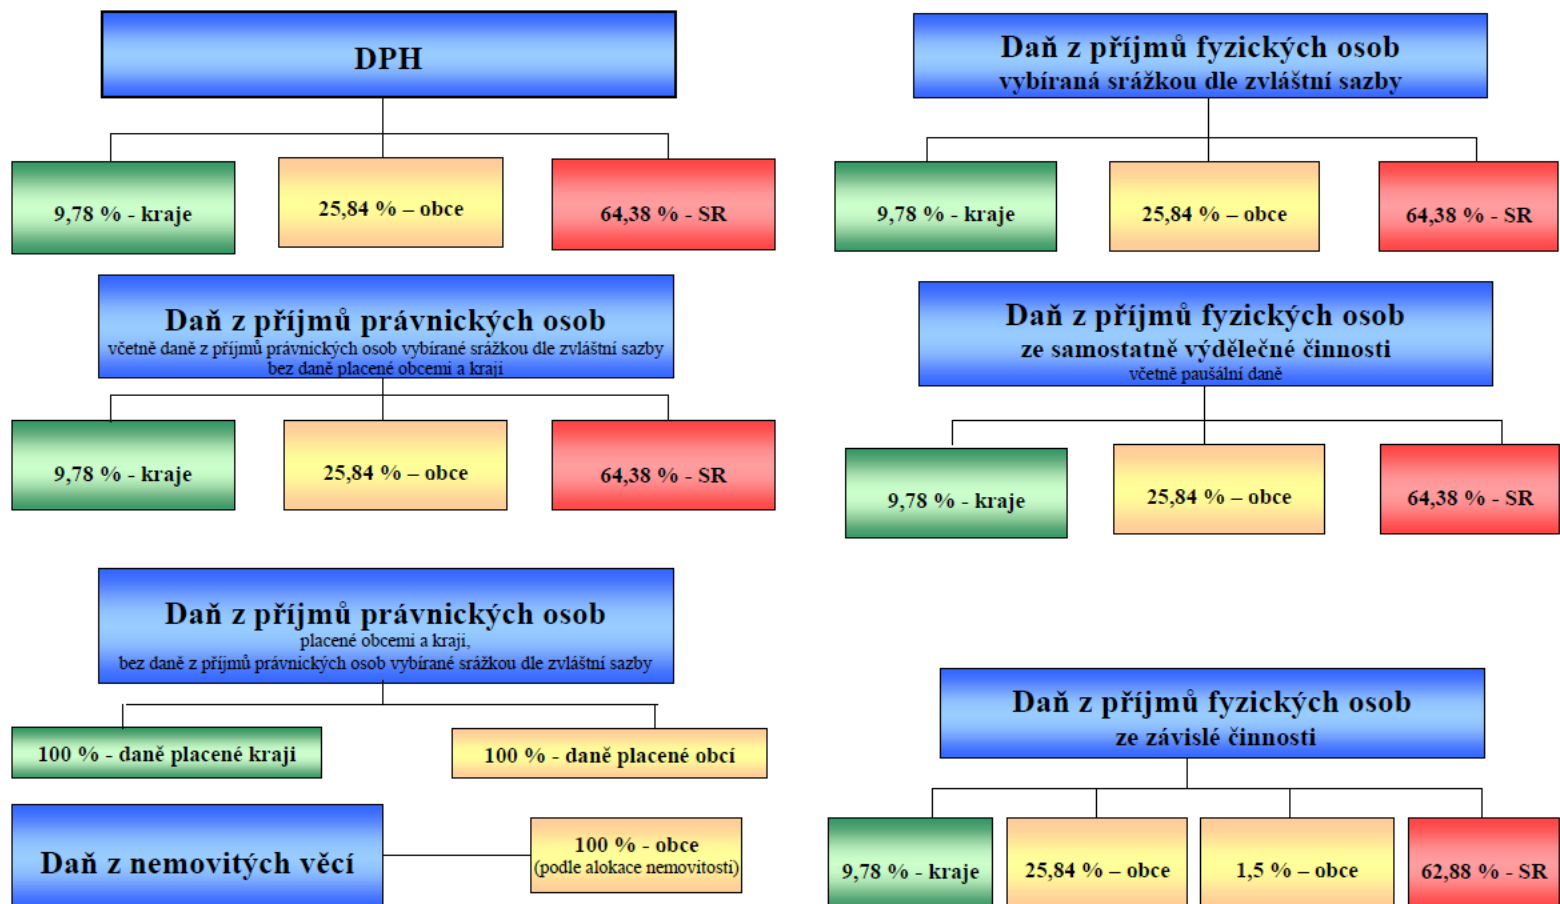 DPH
9,78 % - kraje
25,84 % – obce
64,38 % - SR
Daň z příjmů fyzických osob
vybíraná srážkou dle zvláštní sazby
9,78 % - kraje
25,84 % – obce
64,38 % - SR
Daň z příjmů právnických osob
včetně daně z příjmů právnických osob vybírané srážkou dle zvláštní sazby
bez daně placené obcemi a kraji
9,78 % - kraje
25,84 % – obce
64,38 % - SR
Daň z příjmů fyzických osob
ze samostatně výdělečné činnosti
včetně paušální daně
9,78 % - kraje
25,84 % – obce
64,38 % - SR
Daň z příjmů právnických osob
placené obcemi a kraji,
bez daně z příjmů právnických osob vybírané srážkou dle zvláštní sazby
100 % - daně placené kraji
100 % - daně placené obcí
Daň z nemovitých věcí
100 % - obce
(podle alokace nemovitosti)
Daň z příjmů fyzických osob
ze závislé činnosti
9,78 % - kraje
25,84 % – obce
1,5 % – obce
62,88 % - SR